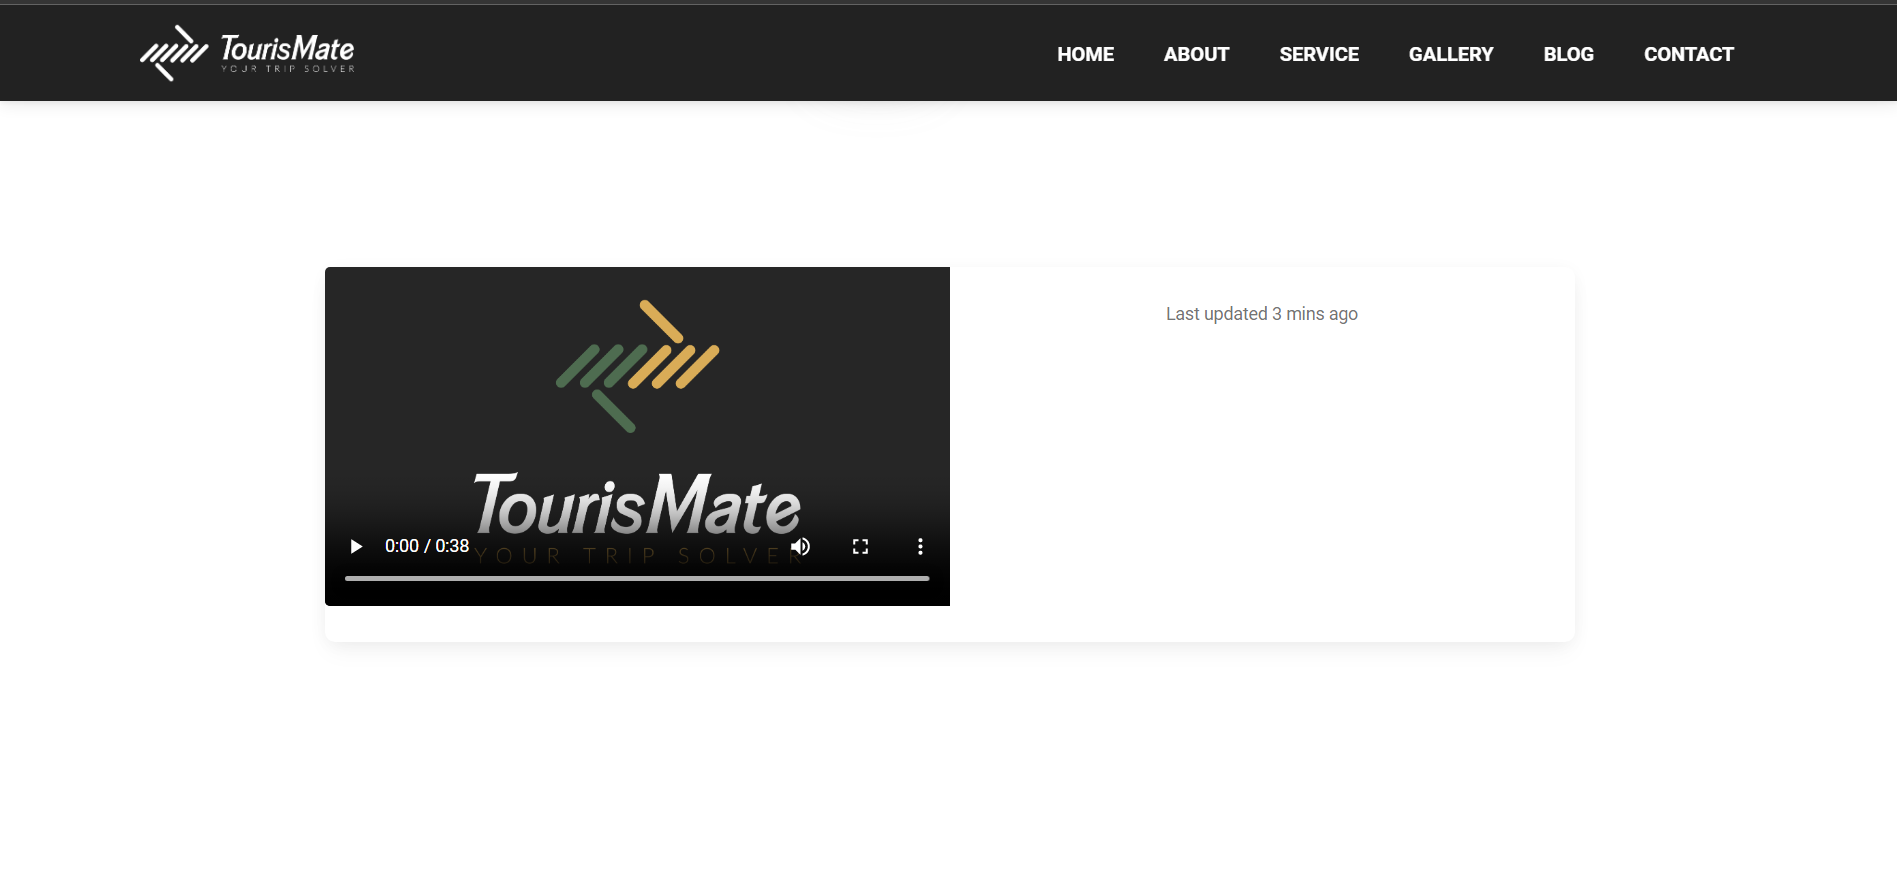 TourisMate
YOUR TRIP SOLVER
HOME ABOUT SERVICE GALLERY BLOG CONTACT
Last updated 3 mins ago
TourisMate
0:00 / 0:38
YOUR TRIP SOLVER